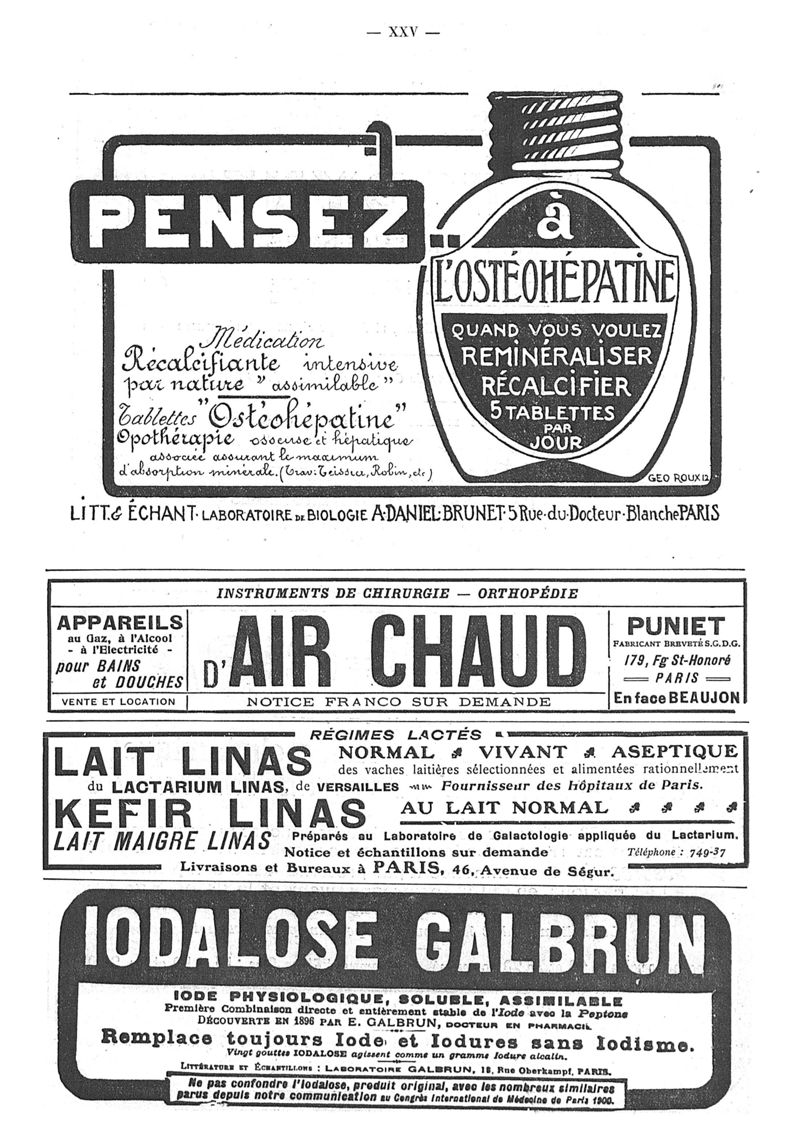 — XXV —
PENSEZ
à
L'OSTÉOHÉPATINE
QUAND VOUS VOULEZ
REMINÉRALISER
RÉCALCIFIER
5 TABLETTES
PAR
JOUR
GEO ROUX 12
Médication
Récalcifiante intensive
par nature "assimilable"
Tablettes "Ostéohépatine"
Opothérapie osseuse et hépatique
associée assurant le maximum
d'absorption minérale. (Trav: Teissier, Robin, etc)
LITT. & ÉCHANT· LABORATOIRE DE BIOLOGIE A·DANIEL·BRUNET·5 Rue·du·Docteur·Blanche PARIS
INSTRUMENTS DE CHIRURGIE — ORTHOPÉDIE
APPAREILS
au Gaz, à l'Alcool
- à l'Electricité -
pour BAINS
et DOUCHES
VENTE ET LOCATION
D'AIR CHAUD
NOTICE FRANCO SUR DEMANDE
PUNIET
FABRICANT BREVETÉ S.G.D.G.
179, Fg St-Honoré
PARIS
En face BEAUJON
RÉGIMES LACTÉS
LAIT LINAS NORMAL VIVANT ASEPTIQUE
des vaches laitières sélectionnées et alimentées rationnellement
du LACTARIUM LINAS, de VERSAILLES Fournisseur des hôpitaux de Paris.
KEFIR LINAS AU LAIT NORMAL
LAIT MAIGRE LINAS Préparés au Laboratoire de Galactologie appliquée du Lactarium.
Notice et échantillons sur demande Téléphone : 749-37
Livraisons et Bureaux à PARIS, 46, Avenue de Ségur.
IODALOSE GALBRUN
IODE PHYSIOLOGIQUE, SOLUBLE, ASSIMILABLE
Première Combinaison directe et entièrement stable de l'Iode avec la Peptone
DÉCOUVERTE EN 1896 PAR E. GALBRUN, DOCTEUR EN PHARMACIE
Remplace toujours Iode et Iodures sans Iodisme.
Vingt gouttes IODALOSE agissent comme un gramme Iodure alcalin.
LITTÉRATURE ET ÉCHANTILLONS : LABORATOIRE GALBRUN, 18, Rue Oberkampf, PARIS.
Ne pas confondre l'Iodalose, produit original, avec les nombreux similaires
parus depuis notre communication au Congrès International de Médecine de Paris 1900.